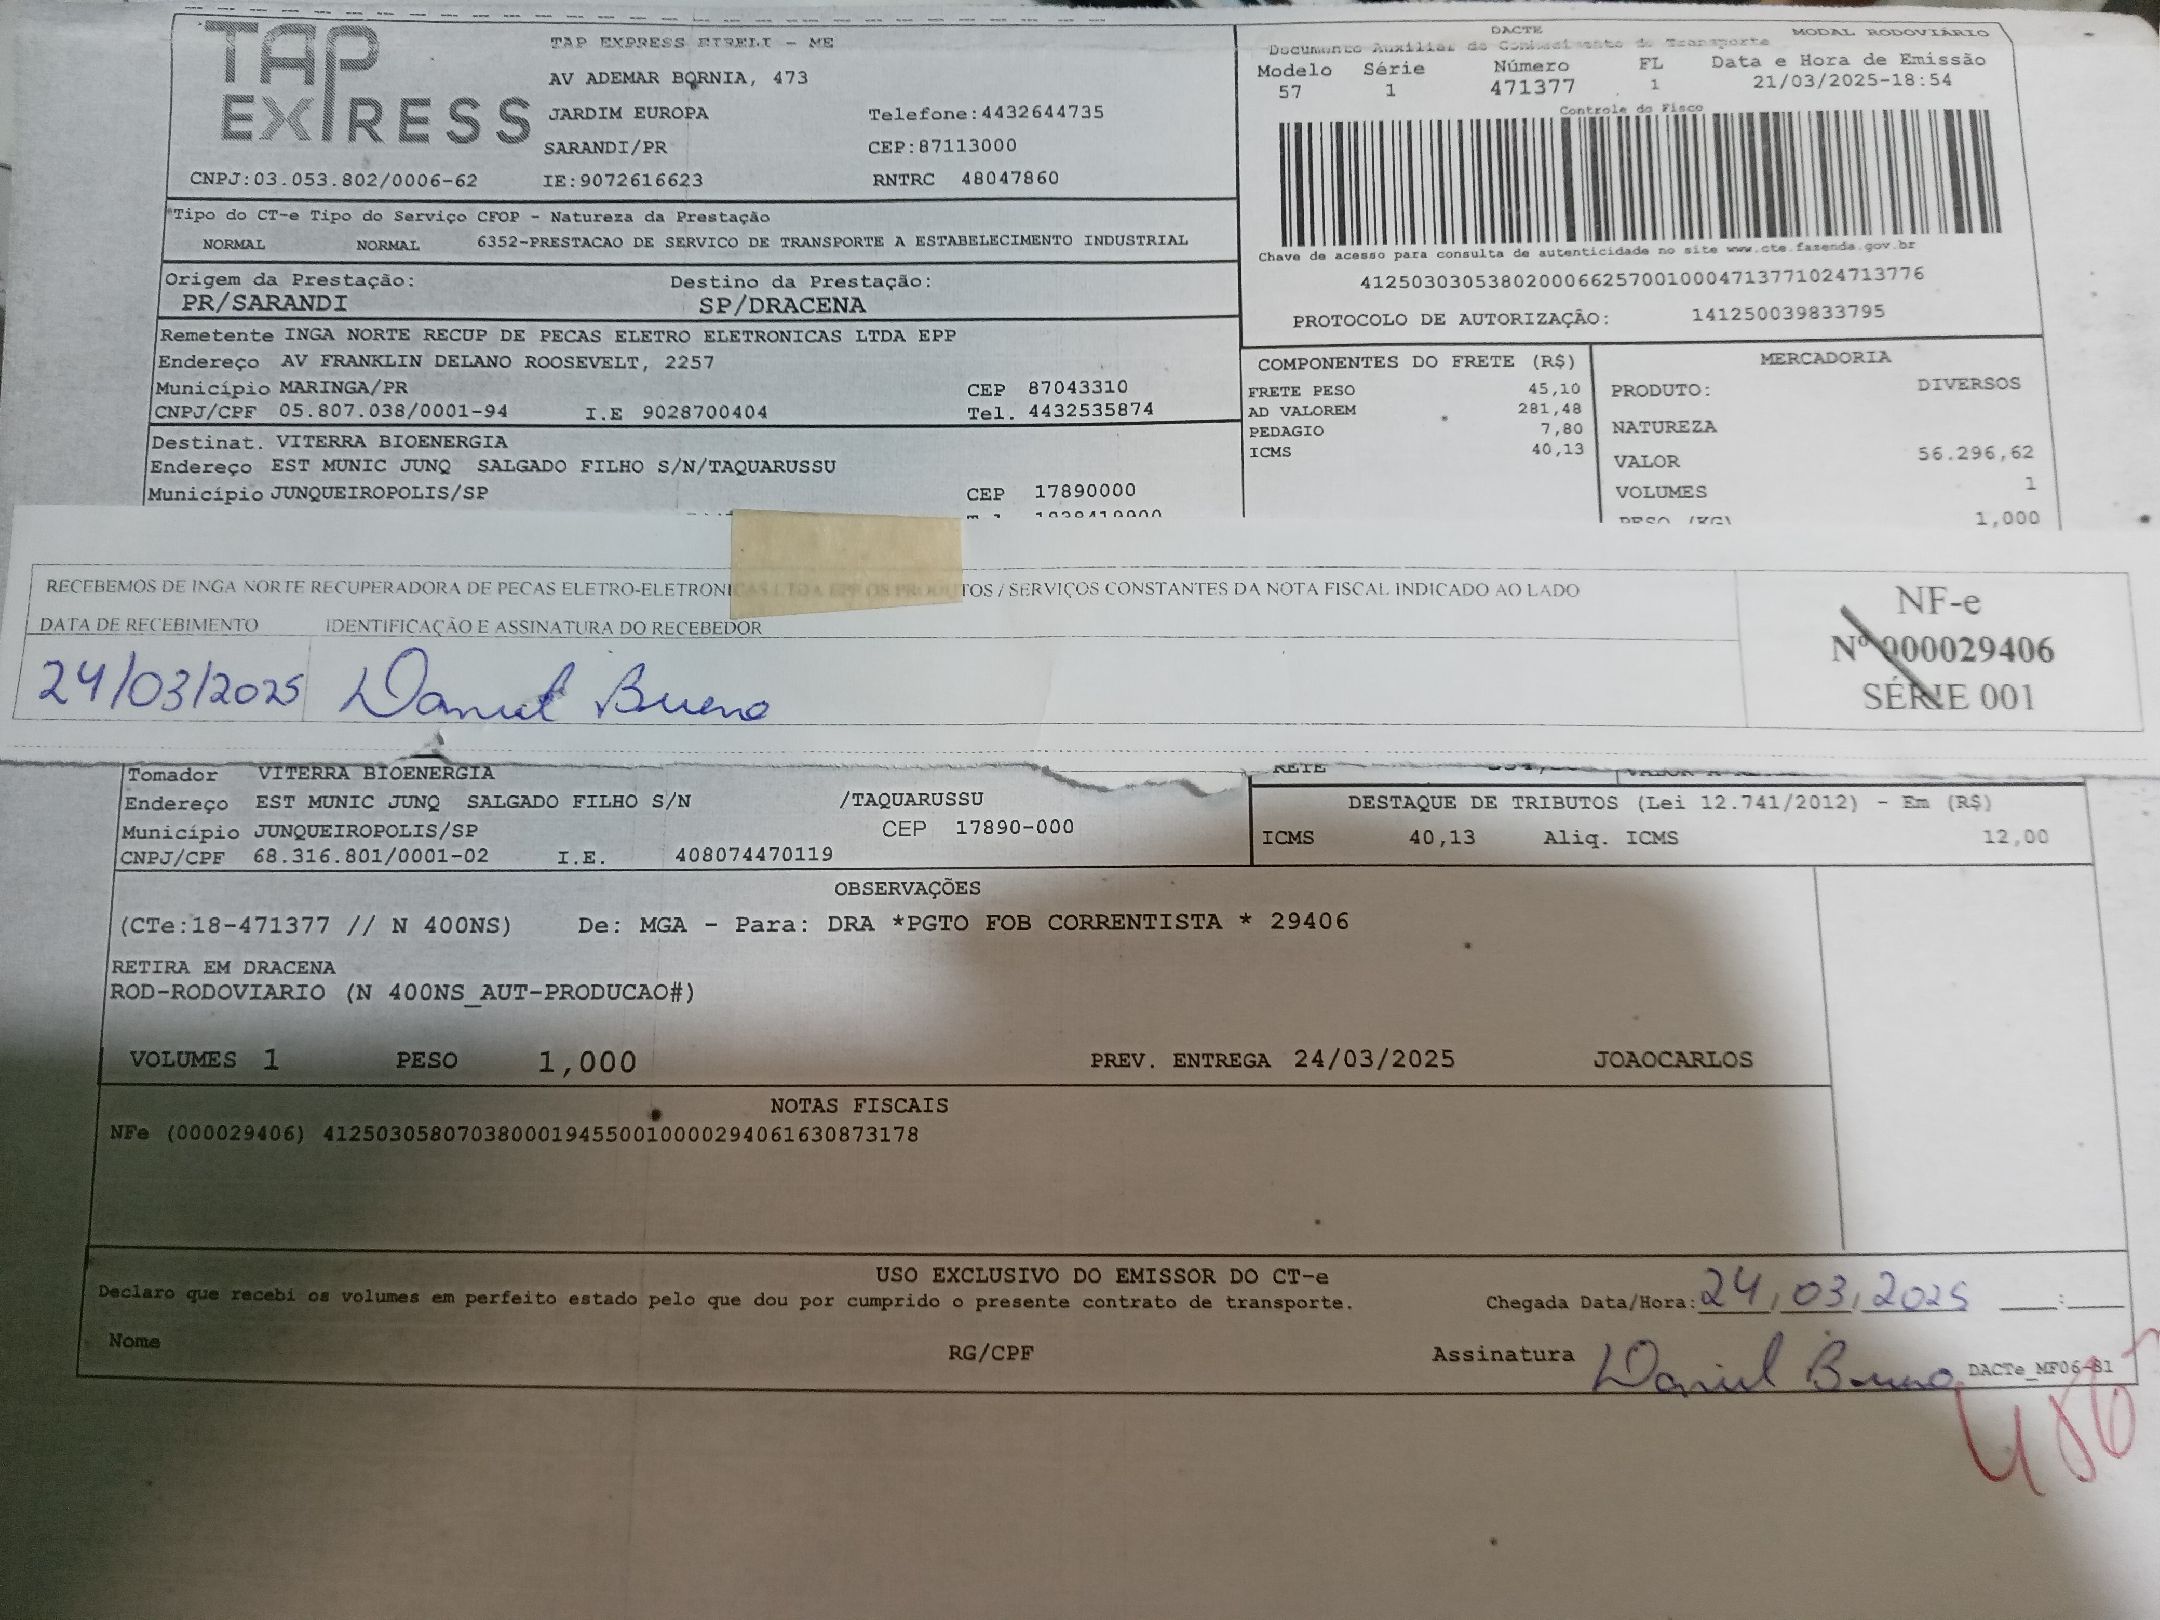 TAP EXPRESS
TAP EXPRESS EIRELI - ME
AV ADEMAR BORNIA, 473
JARDIM EUROPA Telefone:4432644735
SARANDI/PR CEP:87113000
CNPJ:03.053.802/0006-62 IE:9072616623 RNTRC 48047860
DACTE MODAL RODOVIÁRIO
Documento Auxiliar do Conhecimento de Transporte
Modelo Série Número FL Data e Hora de Emissão
57 1 471377 1 21/03/2025-18:54
Controle do Fisco
Chave de acesso para consulta de autenticidade no site www.cte.fazenda.gov.br
41250303053802000662570010004713771024713776
PROTOCOLO DE AUTORIZAÇÃO: 141250039833795
Tipo do CT-e Tipo do Serviço CFOP - Natureza da Prestação
NORMAL NORMAL 6352-PRESTACAO DE SERVICO DE TRANSPORTE A ESTABELECIMENTO INDUSTRIAL
Origem da Prestação: Destino da Prestação:
PR/SARANDI SP/DRACENA
Remetente INGA NORTE RECUP DE PECAS ELETRO ELETRONICAS LTDA EPP
Endereço AV FRANKLIN DELANO ROOSEVELT, 2257
Município MARINGA/PR CEP 87043310
CNPJ/CPF 05.807.038/0001-94 I.E 9028700404 Tel. 4432535874
Destinat. VITERRA BIOENERGIA
Endereço EST MUNIC JUNQ SALGADO FILHO S/N/TAQUARUSSU
Município JUNQUEIROPOLIS/SP CEP 17890000
COMPONENTES DO FRETE (R$)
FRETE PESO 45,10
AD VALOREM 281,48
PEDAGIO 7,80
ICMS 40,13
MERCADORIA
PRODUTO: DIVERSOS
NATUREZA
VALOR 56.296,62
VOLUMES 1
PESO (KG) 1,000
RECEBEMOS DE INGA NORTE RECUPERADORA DE PECAS ELETRO-ELETRONICAS LTDA EPP OS PRODUTOS / SERVIÇOS CONSTANTES DA NOTA FISCAL INDICADO AO LADO
DATA DE RECEBIMENTO IDENTIFICAÇÃO E ASSINATURA DO RECEBEDOR
24/03/2025 Daniel Bueno
NF-e
Nº 000029406
SÉRIE 001
Tomador VITERRA BIOENERGIA
Endereço EST MUNIC JUNQ SALGADO FILHO S/N /TAQUARUSSU
Município JUNQUEIROPOLIS/SP CEP 17890-000
CNPJ/CPF 68.316.801/0001-02 I.E. 408074470119
DESTAQUE DE TRIBUTOS (Lei 12.741/2012) - Em (R$)
ICMS 40,13 Aliq. ICMS 12,00
OBSERVAÇÕES
(CTe:18-471377 // N 400NS) De: MGA - Para: DRA *PGTO FOB CORRENTISTA * 29406
RETIRA EM DRACENA
ROD-RODOVIARIO (N 400NS_AUT-PRODUCAO#)
VOLUMES 1 PESO 1,000 PREV. ENTREGA 24/03/2025 JOAOCARLOS
NOTAS FISCAIS
NFe (000029406) 41250305807038000194550010000294061630873178
USO EXCLUSIVO DO EMISSOR DO CT-e
Declaro que recebi os volumes em perfeito estado pelo que dou por cumprido o presente contrato de transporte. Chegada Data/Hora: 24/03/2025 __:__
Nome RG/CPF Assinatura Daniel Bueno DACTe_MF06-81